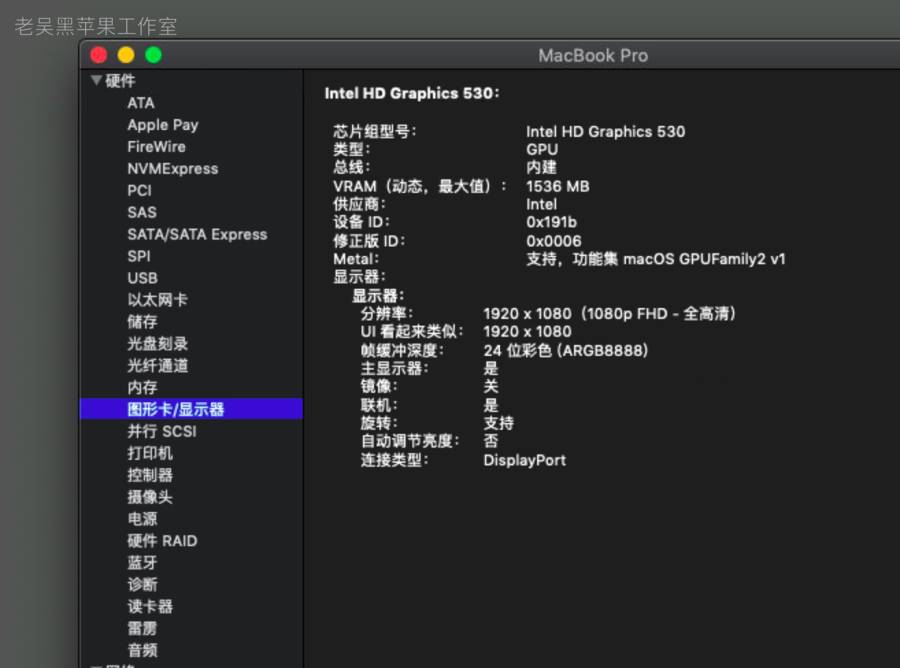 老吴黑苹果工作室
MacBook Pro
硬件
ATA
Apple Pay
FireWire
NVMExpress
PCI
SAS
SATA/SATA Express
SPI
USB
以太网卡
储存
光盘刻录
光纤通道
内存
图形卡/显示器
并行 SCSI
打印机
控制器
摄像头
电源
硬件 RAID
蓝牙
诊断
读卡器
雷雳
音频
Intel HD Graphics 530：
芯片组型号： Intel HD Graphics 530
类型： GPU
总线： 内建
VRAM（动态，最大值）： 1536 MB
供应商： Intel
设备 ID： 0x191b
修正版 ID： 0x0006
Metal： 支持，功能集 macOS GPUFamily2 v1
显示器：
显示器：
分辨率： 1920 x 1080（1080p FHD - 全高清）
UI 看起来类似： 1920 x 1080
帧缓冲深度： 24 位彩色 (ARGB8888)
主显示器： 是
镜像： 关
联机： 是
旋转： 支持
自动调节亮度： 否
连接类型： DisplayPort